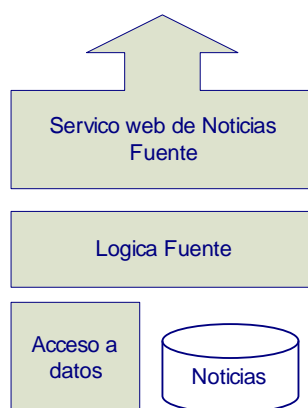 Servico web de Noticias
Fuente
Logica Fuente
Acceso a
datos
Noticias